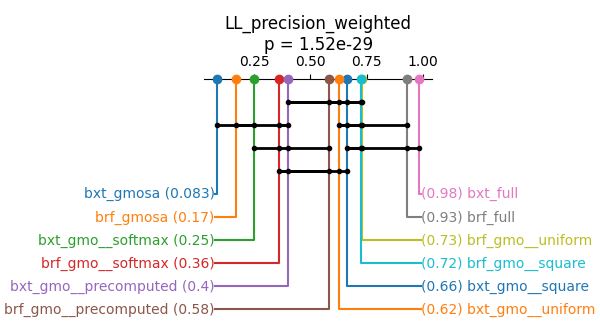 LL_precision_weighted
p = 1.52e-29
0.25 0.50 0.75 1.00
bxt_gmosa (0.083) (0.98) bxt_full
brf_gmosa (0.17) (0.93) brf_full
bxt_gmo__softmax (0.25) (0.73) brf_gmo__uniform
brf_gmo__softmax (0.36) (0.72) brf_gmo__square
bxt_gmo__precomputed (0.4) (0.66) bxt_gmo__square
brf_gmo__precomputed (0.58) (0.62) bxt_gmo__uniform